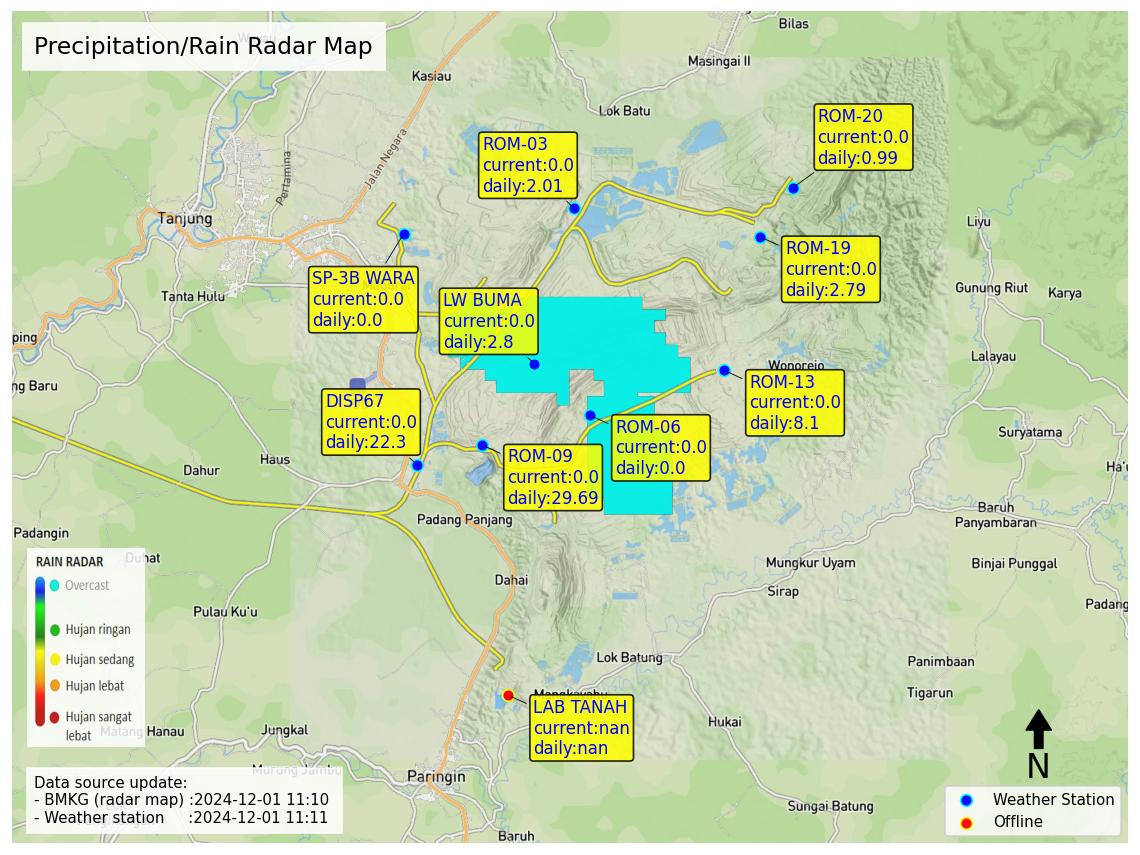 Precipitation/Rain Radar Map
Bilas
Masingai II
Kasiau
Lok Batu
Jalan Negara
Pertamina
Tanjung
Tanta Hulu
ping
ng Baru
Liyu
Gunung Riut
Karya
Lalayau
Wonorejo
Suryatama
Ha'u
Baruh
Panyambaran
Binjai Punggal
Padang
Mungkur Uyam
Sirap
Panimbaan
Tigarun
Lok Batung
Hukai
Sungai Batung
Mangkayahu
Dahai
Padang Panjang
Haus
Dahur
Padangin
Duhat
Pulau Ku'u
Matang Hanau
Jungkal
Murung Jambu
Paringin
Baruh
ROM-20
current:0.0
daily:0.99
ROM-03
current:0.0
daily:2.01
ROM-19
current:0.0
daily:2.79
SP-3B WARA
current:0.0
daily:0.0
LW BUMA
current:0.0
daily:2.8
ROM-13
current:0.0
daily:8.1
DISP67
current:0.0
daily:22.3
ROM-06
current:0.0
daily:0.0
ROM-09
current:0.0
daily:29.69
LAB TANAH
current:nan
daily:nan
RAIN RADAR
Overcast
Hujan ringan
Hujan sedang
Hujan lebat
Hujan sangat
lebat
Data source update:
- BMKG (radar map) :2024-12-01 11:10
- Weather station :2024-12-01 11:11
N
Weather Station
Offline